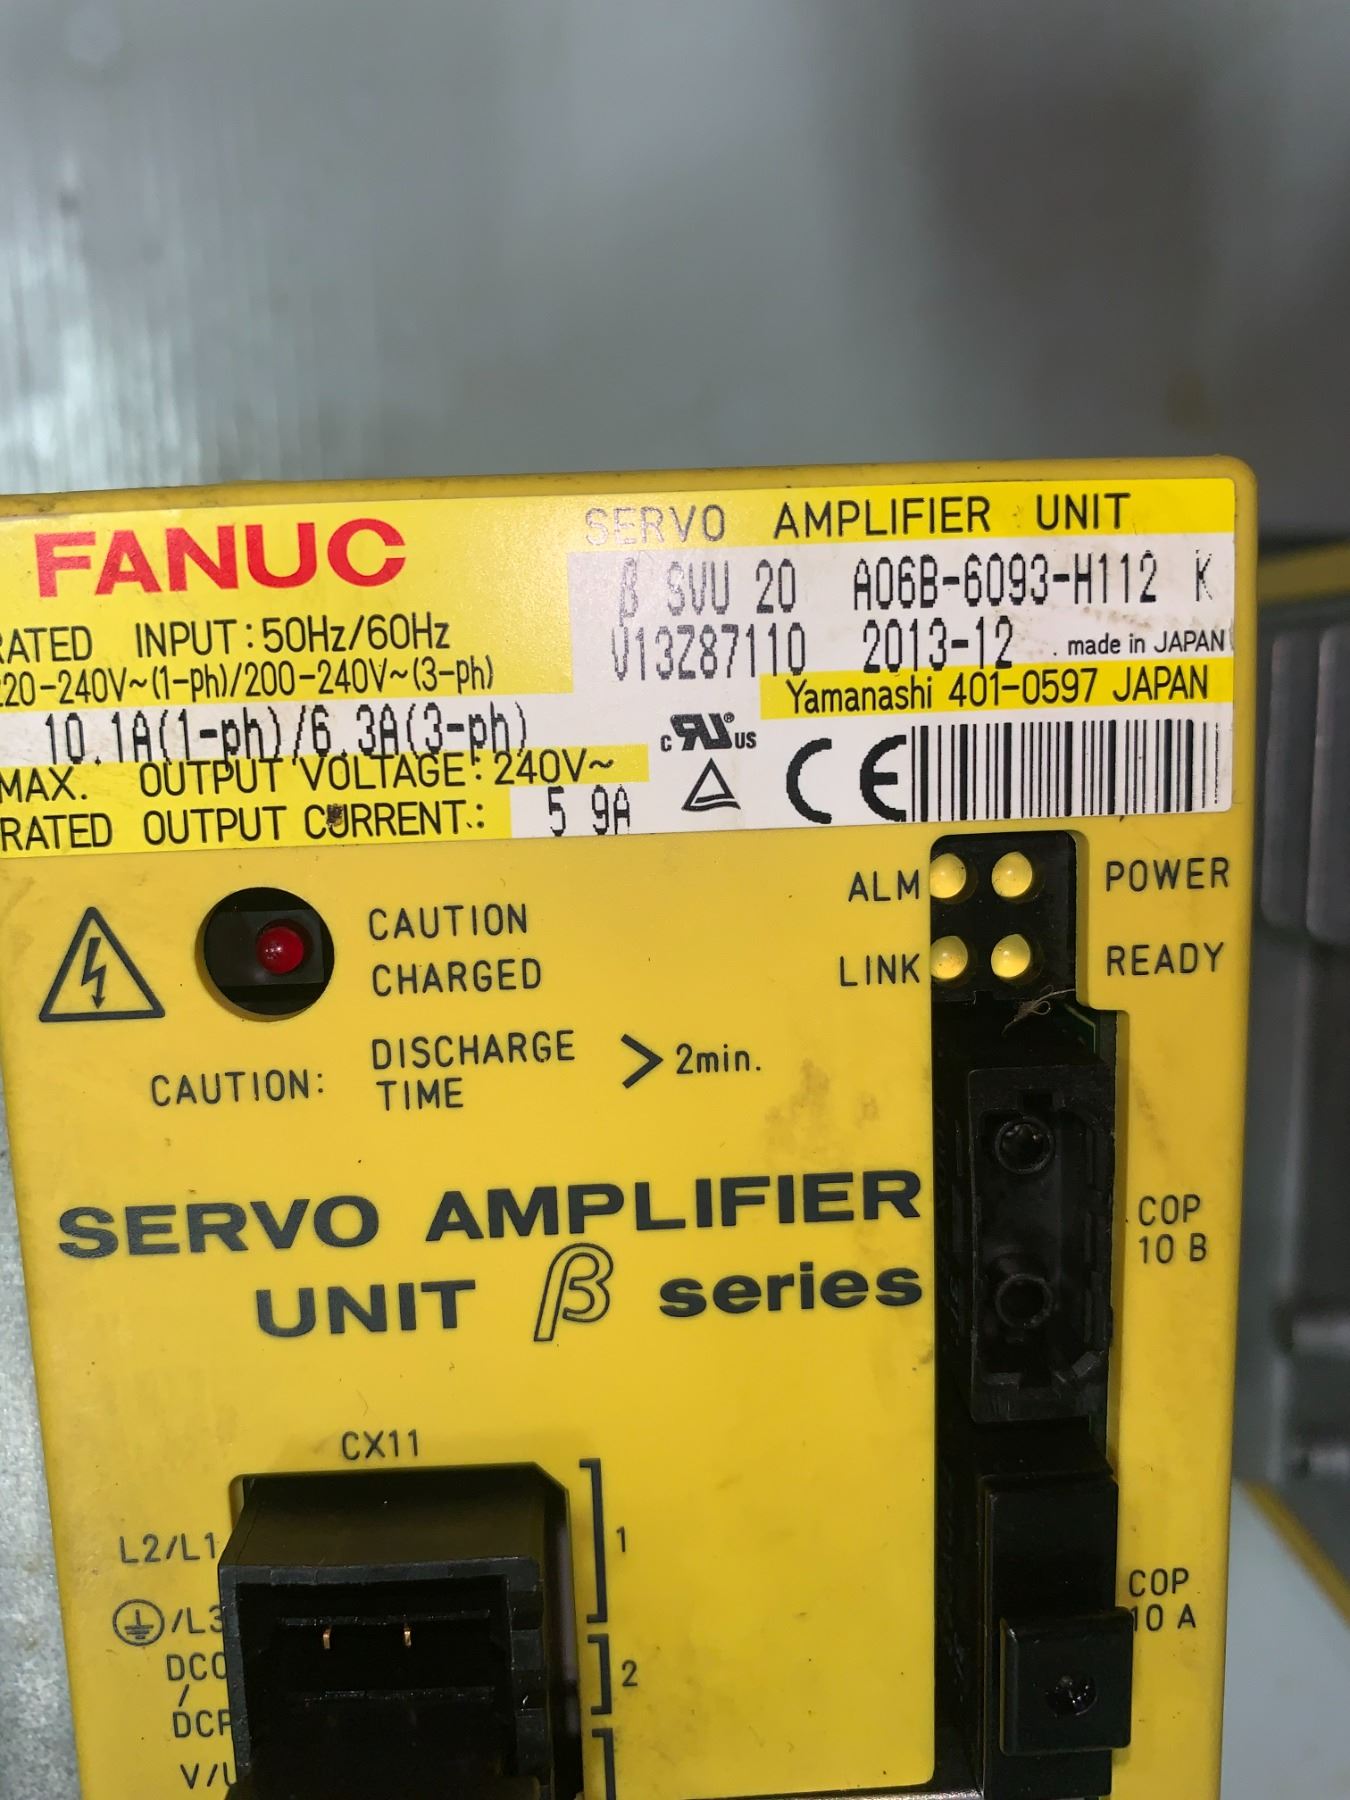 FANUC
SERVO AMPLIFIER UNIT
β SVU 20 A06B-6093-H112 K
RATED INPUT: 50Hz/60Hz
V13Z87110 2013-12 made in JAPAN
220-240V~(1-ph)/200-240V~(3-ph)
Yamanashi 401-0597 JAPAN
10.1A(1-ph)/6.3A(3-ph)
c RU® US
CE
MAX. OUTPUT VOLTAGE: 240V~
RATED OUTPUT CURRENT: 5 9A
ALM POWER
LINK READY
CAUTION
CHARGED
CAUTION: DISCHARGE TIME > 2min.
SERVO AMPLIFIER
UNIT β series
COP
10 B
CX11
L2/L1
1
/L3
2
COP
10 A